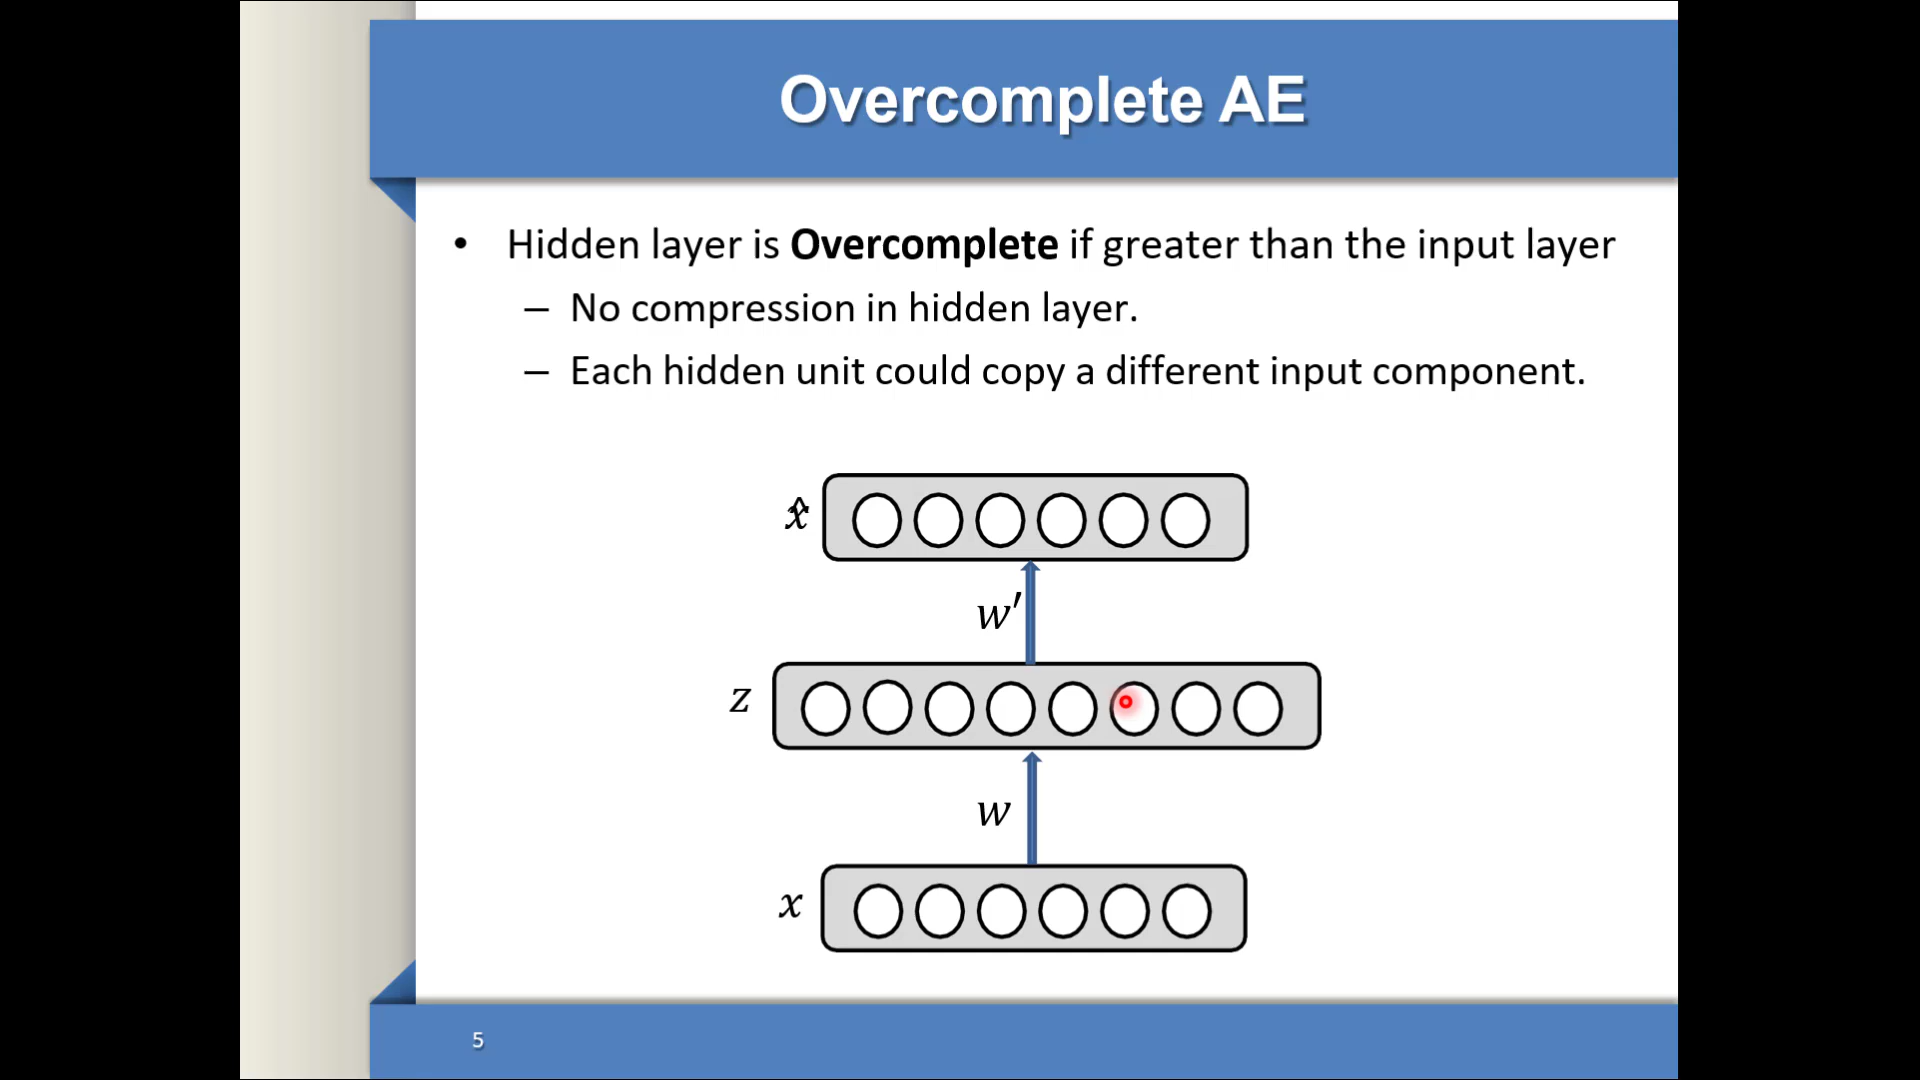 Overcomplete AE
• Hidden layer is Overcomplete if greater than the input layer
– No compression in hidden layer.
– Each hidden unit could copy a different input component.
x̂
w′
z
w
x
5